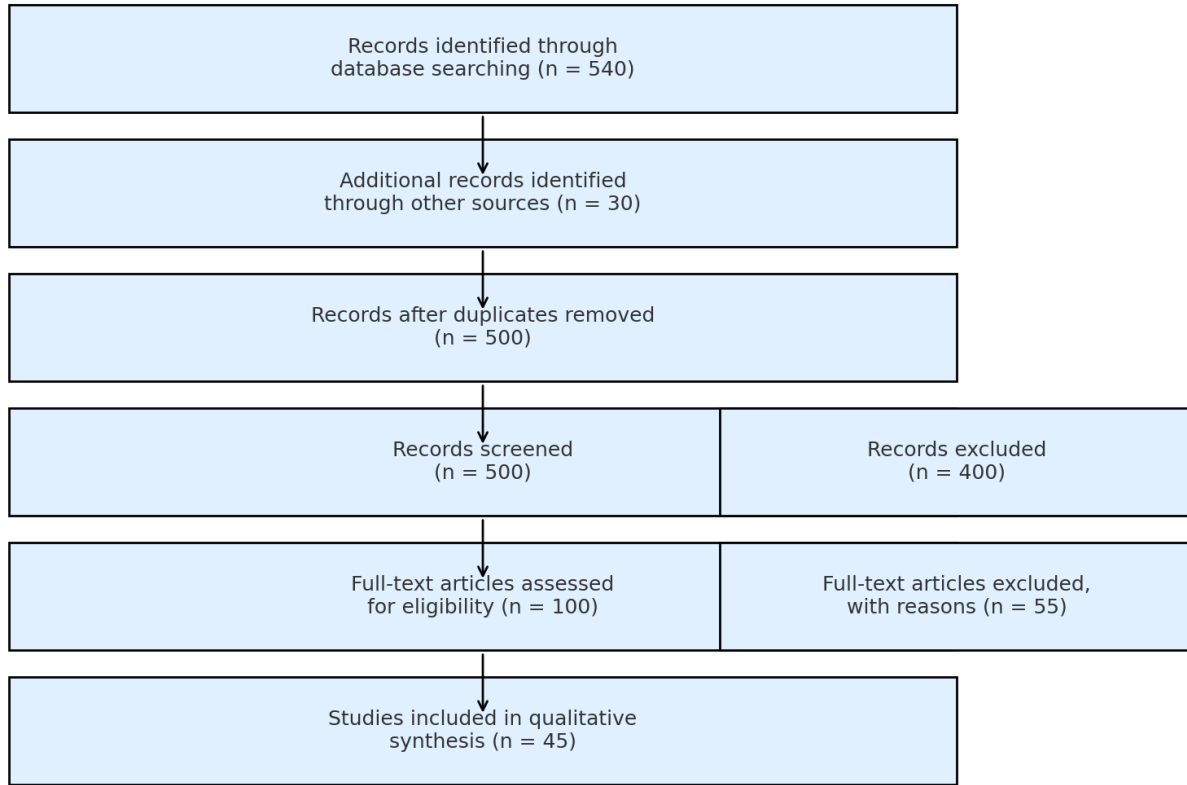 Records identified through
database searching (n = 540)
Additional records identified
through other sources (n = 30)
Records after duplicates removed
(n = 500)
Records screened
(n = 500)
Records excluded
(n = 400)
Full-text articles assessed
for eligibility (n = 100)
Full-text articles excluded,
with reasons (n = 55)
Studies included in qualitative
synthesis (n = 45)